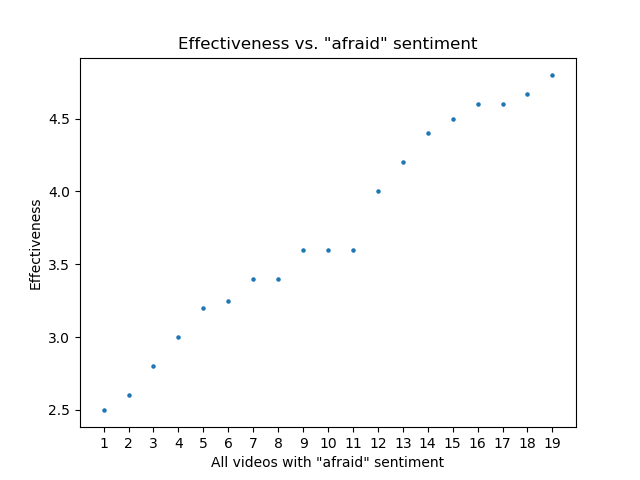 Effectiveness vs. "afraid" sentiment
4.5
4.0
3.5
3.0
2.5
Effectiveness
1 2 3 4 5 6 7 8 9 10 11 12 13 14 15 16 17 18 19
All videos with "afraid" sentiment